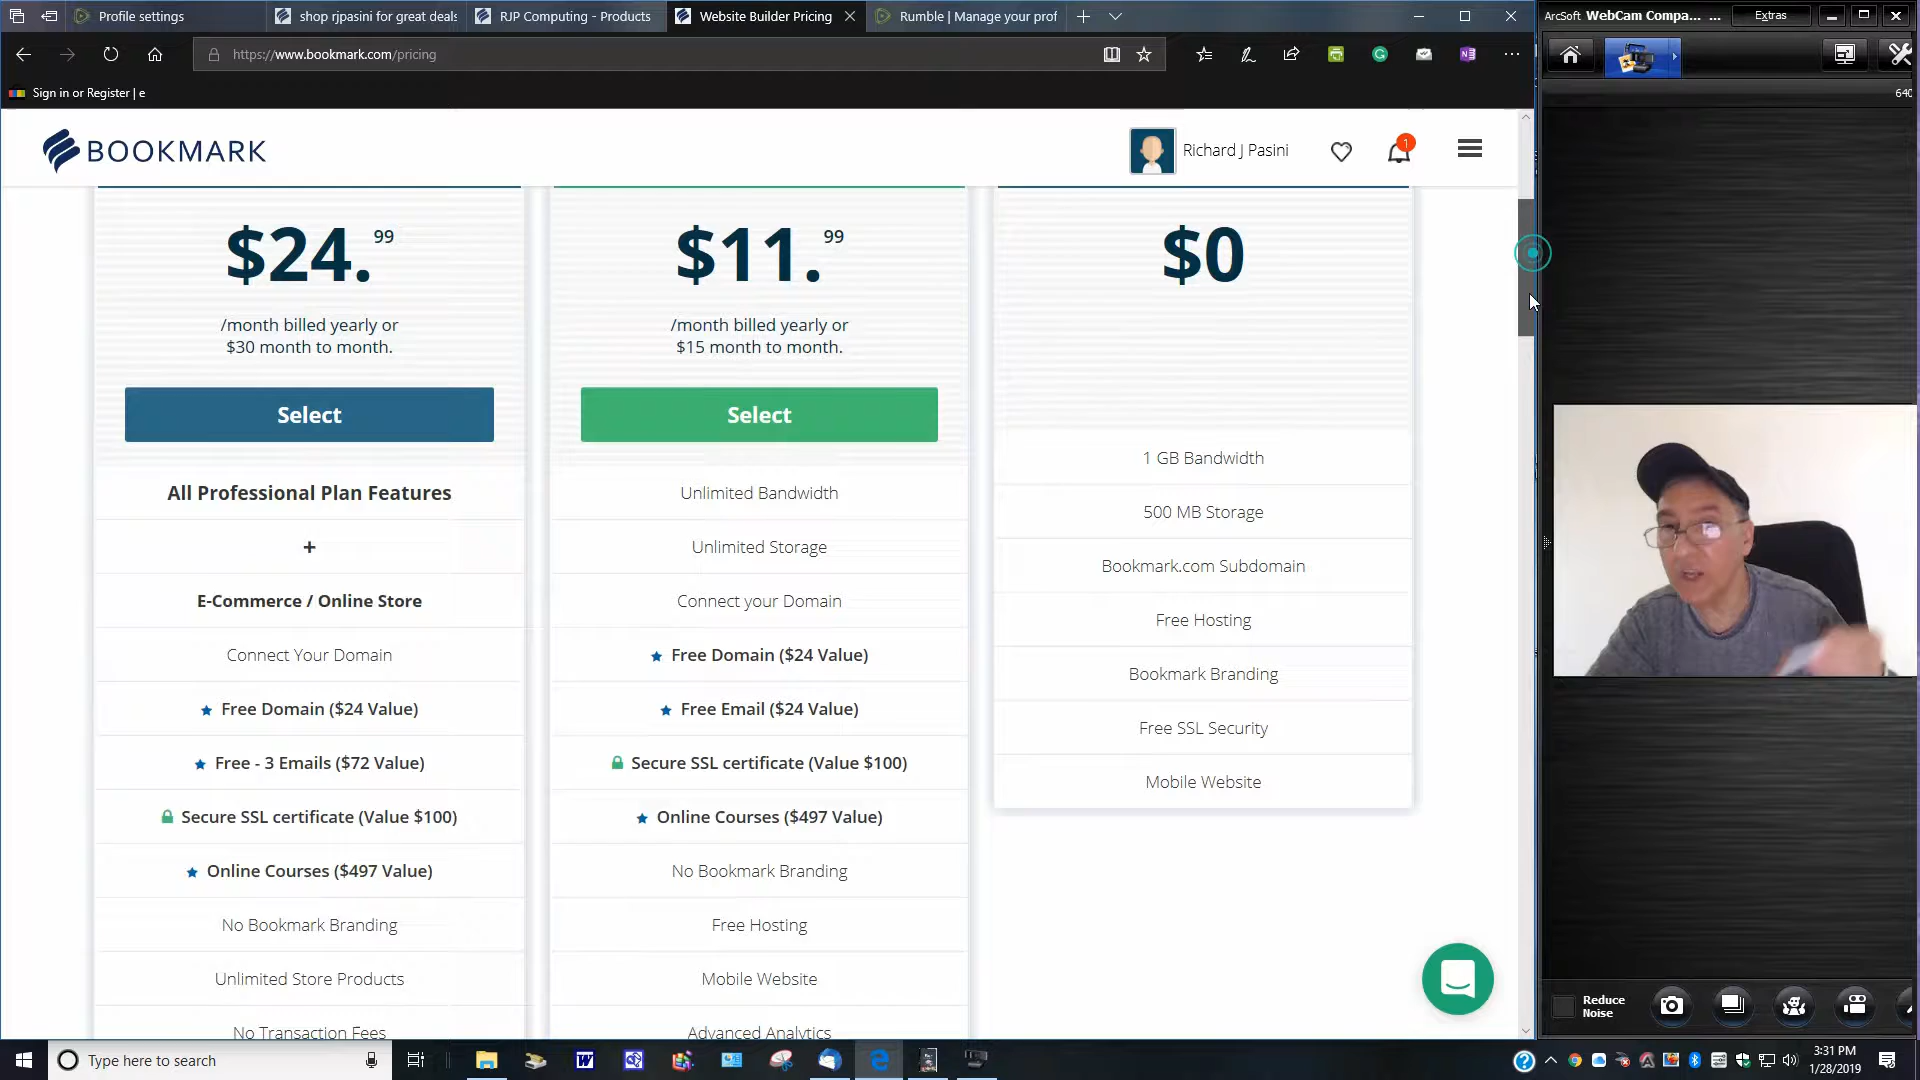 Profile settings
shop rjpasini for great deals
RJP Computing - Products
Website Builder Pricing
Rumble | Manage your prof
ArcSoft WebCam Compa... ...
Extras
https://www.bookmark.com/pricing
Sign in or Register | e
640
BOOKMARK
Richard J Pasini
1
$24.99
/month billed yearly or
$30 month to month.
Select
All Professional Plan Features
+
E-Commerce / Online Store
Connect Your Domain
Free Domain ($24 Value)
Free - 3 Emails ($72 Value)
Secure SSL certificate (Value $100)
Online Courses ($497 Value)
No Bookmark Branding
Unlimited Store Products
No Transaction Fees
$11.99
/month billed yearly or
$15 month to month.
Select
Unlimited Bandwidth
Unlimited Storage
Connect your Domain
Free Domain ($24 Value)
Free Email ($24 Value)
Secure SSL certificate (Value $100)
Online Courses ($497 Value)
No Bookmark Branding
Free Hosting
Mobile Website
Advanced Analytics
$0
1 GB Bandwidth
500 MB Storage
Bookmark.com Subdomain
Free Hosting
Bookmark Branding
Free SSL Security
Mobile Website
Reduce
Noise
Type here to search
3:31 PM
1/28/2019